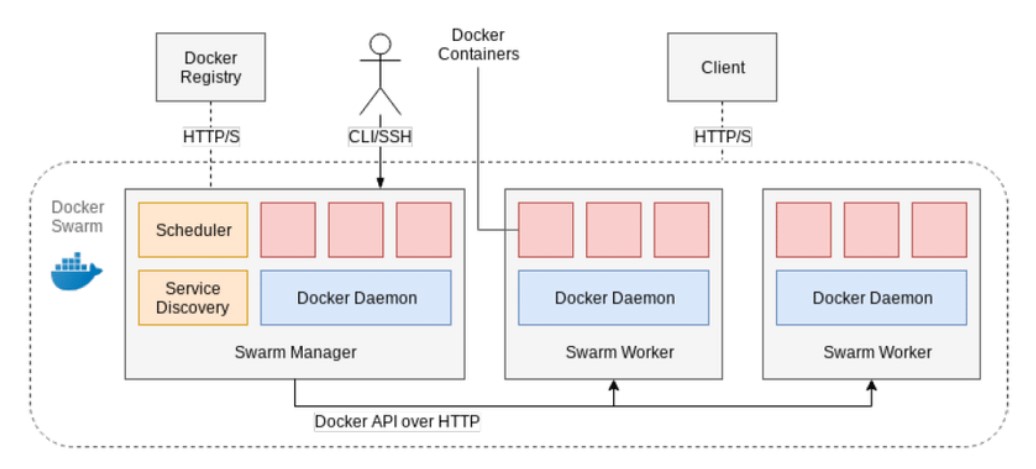 Docker
Registry
Docker
Containers
Client
HTTP/S
CLI/SSH
HTTP/S
Docker
Swarm
Scheduler
Service
Discovery
Docker Daemon
Swarm Manager
Docker Daemon
Swarm Worker
Docker Daemon
Swarm Worker
Docker API over HTTP